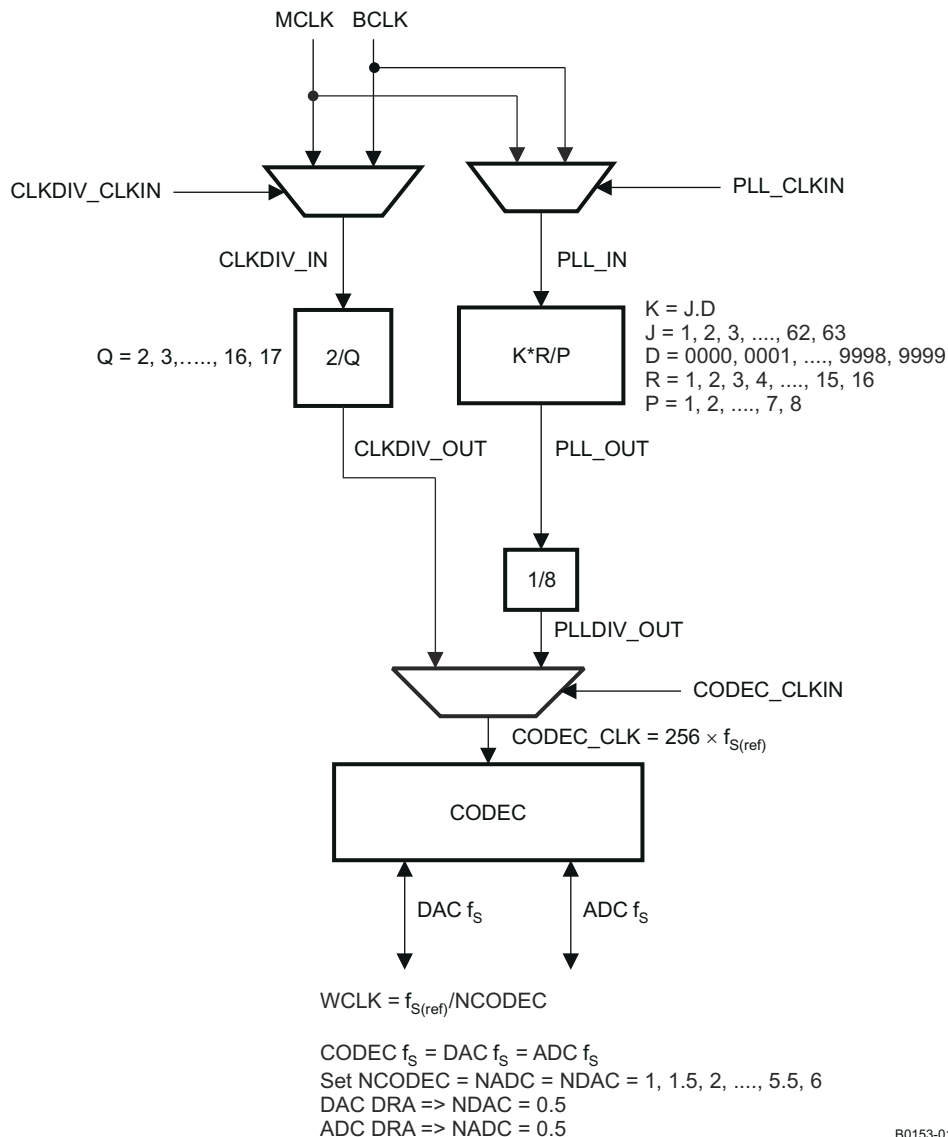 MCLK BCLK
CLKDIV_CLKIN
PLL_CLKIN
CLKDIV_IN
PLL_IN
K = J.D
J = 1, 2, 3, ...., 62, 63
D = 0000, 0001, ...., 9998, 9999
R = 1, 2, 3, 4, ...., 15, 16
P = 1, 2, ...., 7, 8
Q = 2, 3,....., 16, 17
2/Q
K*R/P
CLKDIV_OUT
PLL_OUT
1/8
PLLDIV_OUT
CODEC_CLKIN
CODEC_CLK = 256 × fS(ref)
CODEC
DAC fS
ADC fS
WCLK = fS(ref)/NCODEC
CODEC fS = DAC fS = ADC fS
Set NCODEC = NADC = NDAC = 1, 1.5, 2, ...., 5.5, 6
DAC DRA => NDAC = 0.5
ADC DRA => NADC = 0.5